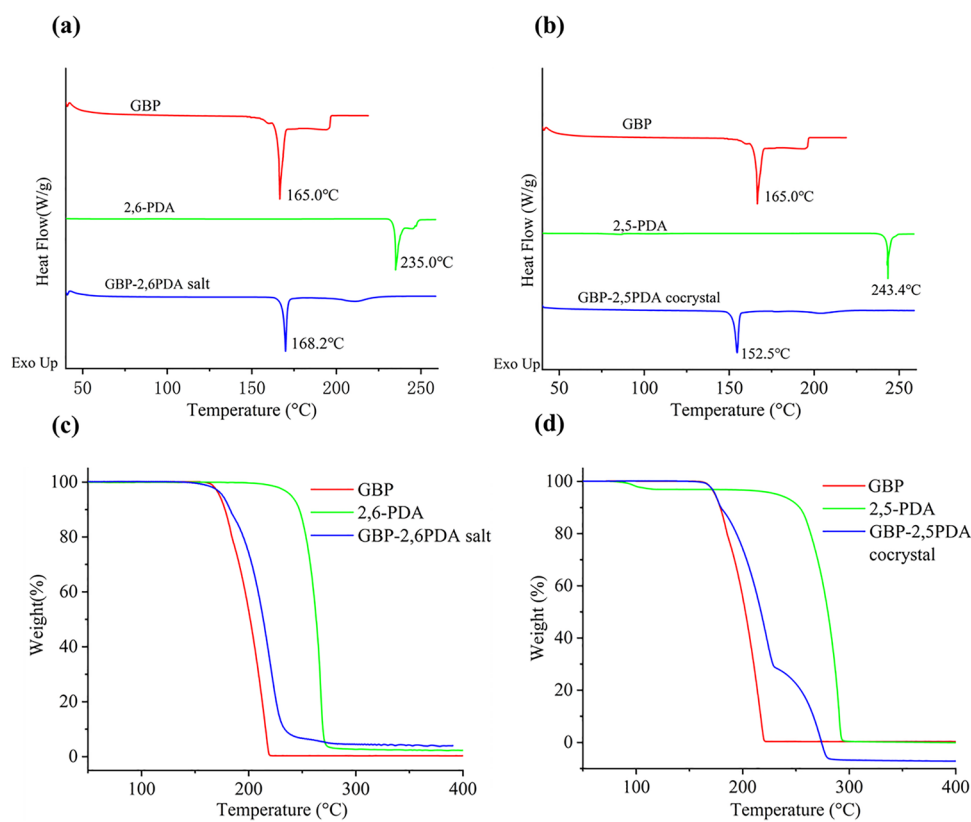 (a)
GBP
165.0°C
2,6-PDA
235.0°C
GBP-2,6PDA salt
168.2°C
Heat Flow(W/g)
Exo Up
50 100 150 200 250
Temperature (°C)
(b)
GBP
165.0°C
2,5-PDA
243.4°C
GBP-2,5PDA cocrystal
152.5°C
Heat Flow (W/g)
Exo Up
50 100 150 200 250
Temperature (°C)
(c)
100
80
60
40
20
0
Weight(%)
GBP
2,6-PDA
GBP-2,6PDA salt
100 200 300 400
Temperature (°C)
(d)
100
80
60
40
20
0
Weight (%)
GBP
2,5-PDA
GBP-2,5PDA
cocrystal
100 200 300 400
Temperature (°C)